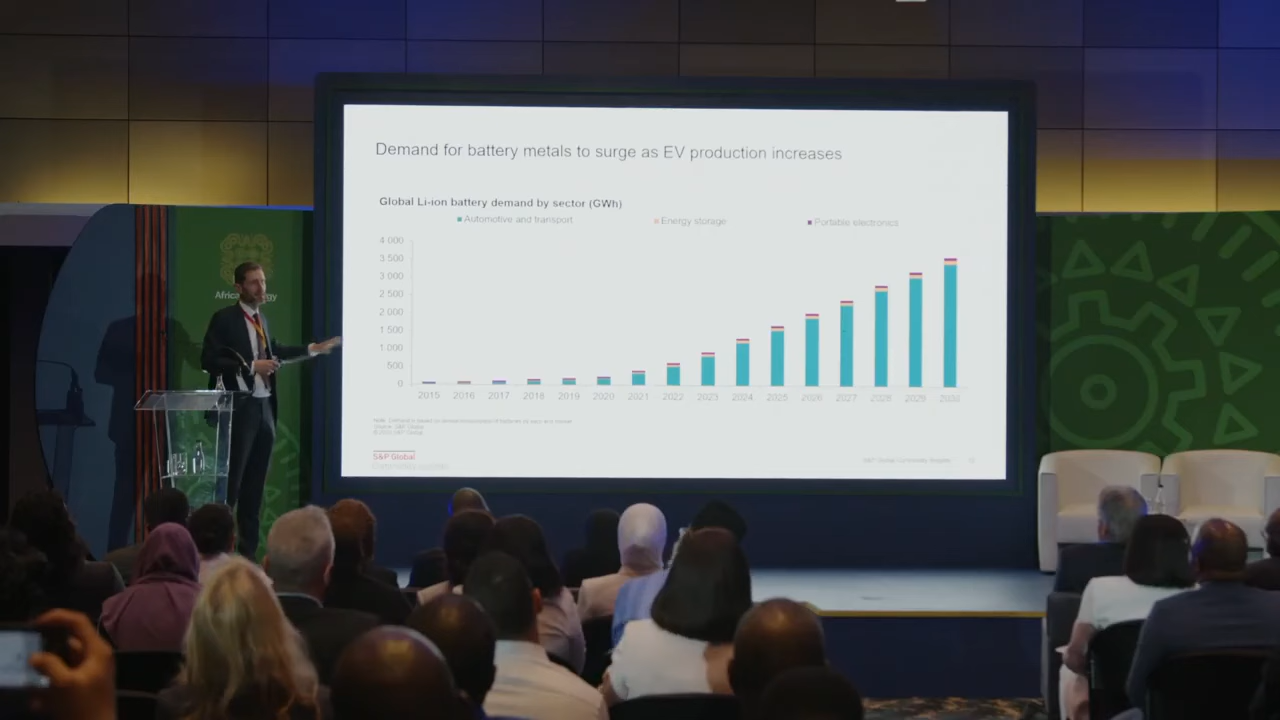 Demand for battery metals to surge as EV production increases
Global Li-ion battery demand by sector (GWh)
Automotive and transport
Energy storage
Portable electronics
4 000
3 500
3 000
2 500
2 000
1 500
1 000
500
0
2015 2016 2017 2018 2019 2020 2021 2022 2023 2024 2025 2026 2027 2028 2029 2030
S&P Global
S&P Global Commodity Insights